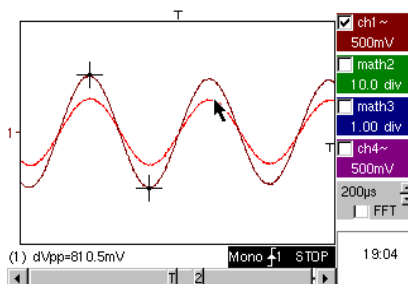 T
ch1~
500mV
math2
10.0 div
math3
1.00 div
ch4~
500mV
1
T
200µs
FFT
(1) dVpp=810.5mV
Mono 1 STOP
19:04
T 2